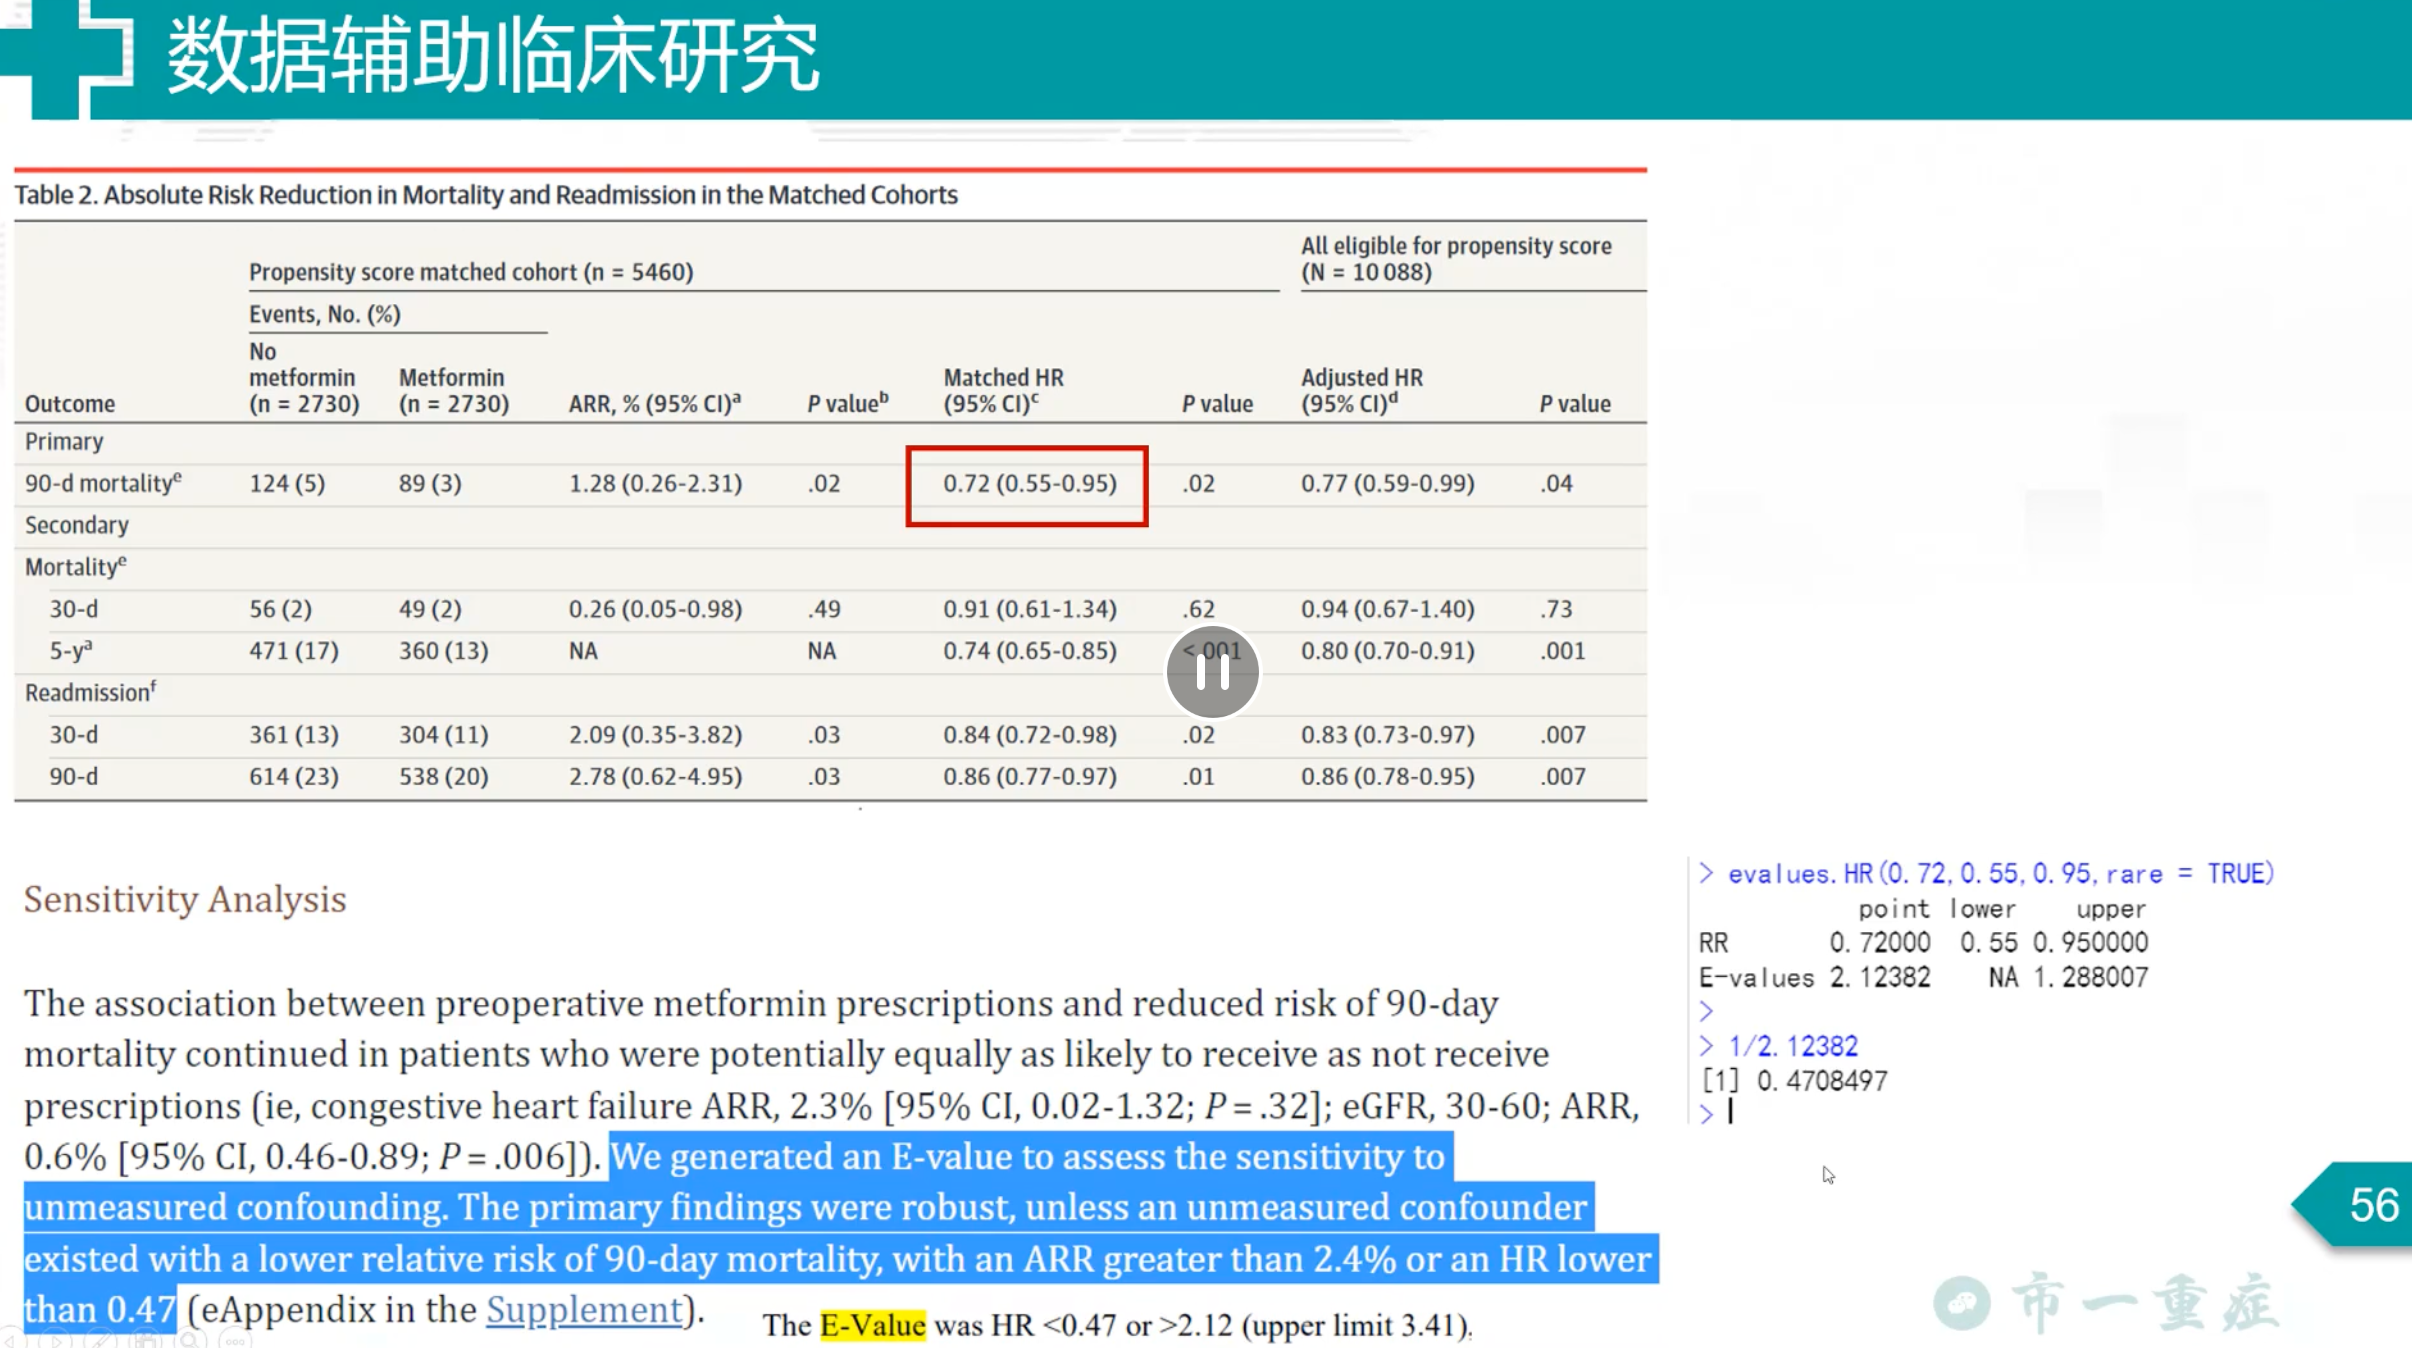 数据辅助临床研究
Table 2. Absolute Risk Reduction in Mortality and Readmission in the Matched Cohorts
Propensity score matched cohort (n = 5460)
All eligible for propensity score (N = 10 088)
Events, No. (%)
Outcome No metformin (n = 2730) Metformin (n = 2730) ARR, % (95% CI)a P valueb Matched HR (95% CI)c P value Adjusted HR (95% CI)d P value
Primary
90-d mortalitye 124 (5) 89 (3) 1.28 (0.26-2.31) .02 0.72 (0.55-0.95) .02 0.77 (0.59-0.99) .04
Secondary
Mortalitye
30-d 56 (2) 49 (2) 0.26 (0.05-0.98) .49 0.91 (0.61-1.34) .62 0.94 (0.67-1.40) .73
5-ya 471 (17) 360 (13) NA NA 0.74 (0.65-0.85) <.001 0.80 (0.70-0.91) .001
Readmissionf
30-d 361 (13) 304 (11) 2.09 (0.35-3.82) .03 0.84 (0.72-0.98) .02 0.83 (0.73-0.97) .007
90-d 614 (23) 538 (20) 2.78 (0.62-4.95) .03 0.86 (0.77-0.97) .01 0.86 (0.78-0.95) .007
Sensitivity Analysis
The association between preoperative metformin prescriptions and reduced risk of 90-day
mortality continued in patients who were potentially equally as likely to receive as not receive
prescriptions (ie, congestive heart failure ARR, 2.3% [95% CI, 0.02-1.32; P = .32]; eGFR, 30-60; ARR,
0.6% [95% CI, 0.46-0.89; P = .006]). We generated an E-value to assess the sensitivity to
unmeasured confounding. The primary findings were robust, unless an unmeasured confounder
existed with a lower relative risk of 90-day mortality, with an ARR greater than 2.4% or an HR lower
than 0.47 (eAppendix in the Supplement).
The E-Value was HR <0.47 or >2.12 (upper limit 3.41),
> evalues.HR(0.72,0.55,0.95,rare = TRUE)
point lower upper
RR 0.72000 0.55 0.950000
E-values 2.12382 NA 1.288007
>
> 1/2.12382
[1] 0.4708497
>
56
市一重症